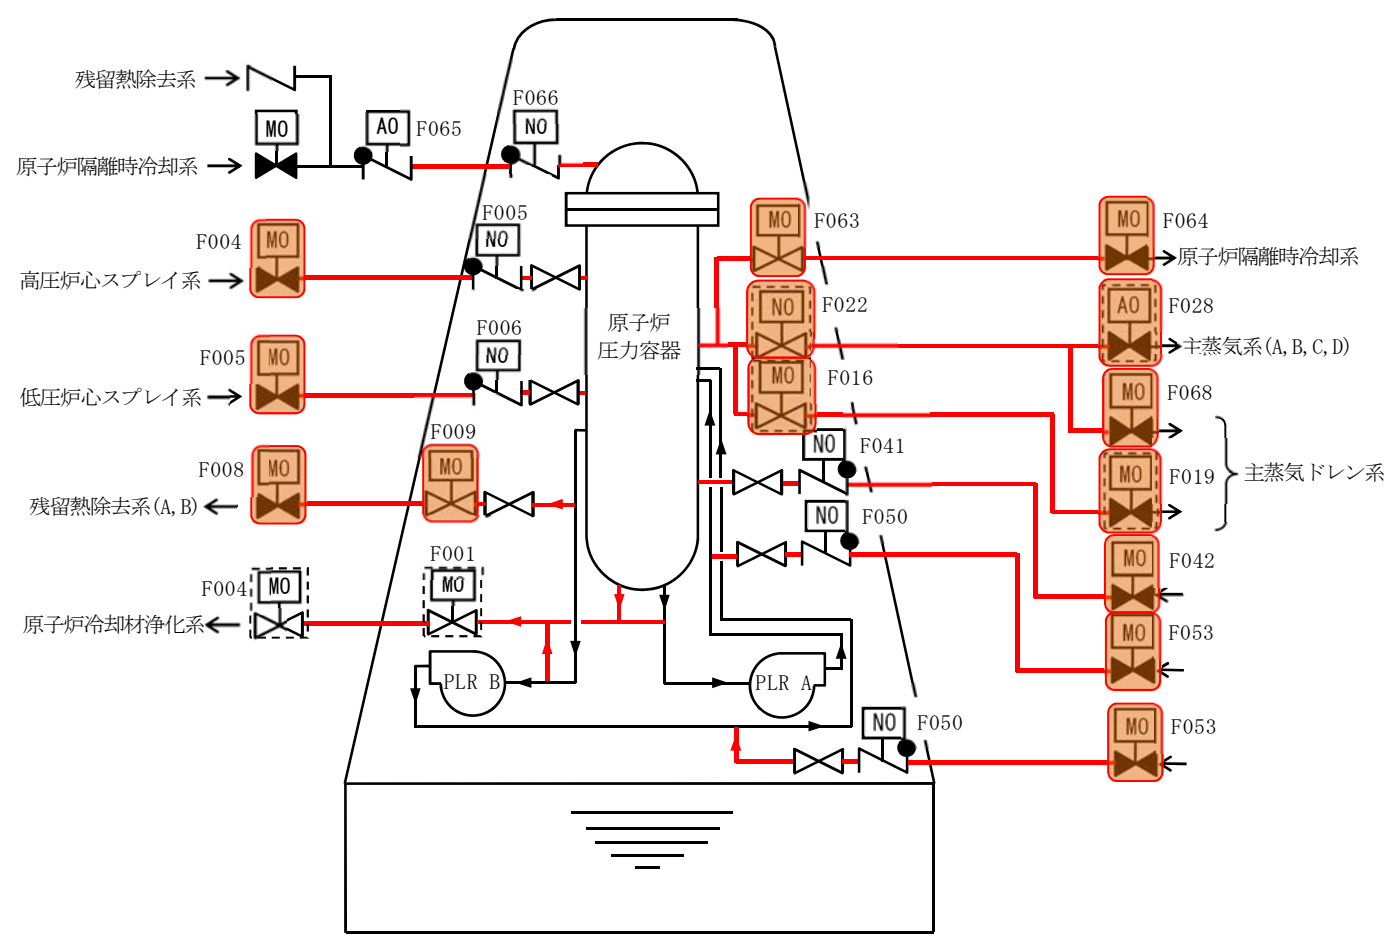 残留熱除去系
F066
MO
AO
F065
NO
原子炉隔離時冷却系
F005
F063
F064
F004
MO
NO
MO
MO
原子炉隔離時冷却系
高圧炉心スプレイ系
F022
F028
NO
AO
F006
原子炉
圧力容器
主蒸気系(A,B,C,D)
F005
MO
NO
MO
F016
MO
F068
低圧炉心スプレイ系
F009
NO
F041
主蒸気ドレン系
F008
MO
MO
MO
F019
残留熱除去系(A,B)
NO
F050
F001
MO
F042
F004
MO
MO
原子炉冷却材浄化系
MO
F053
PLR B
PLR A
NO
F050
MO
F053